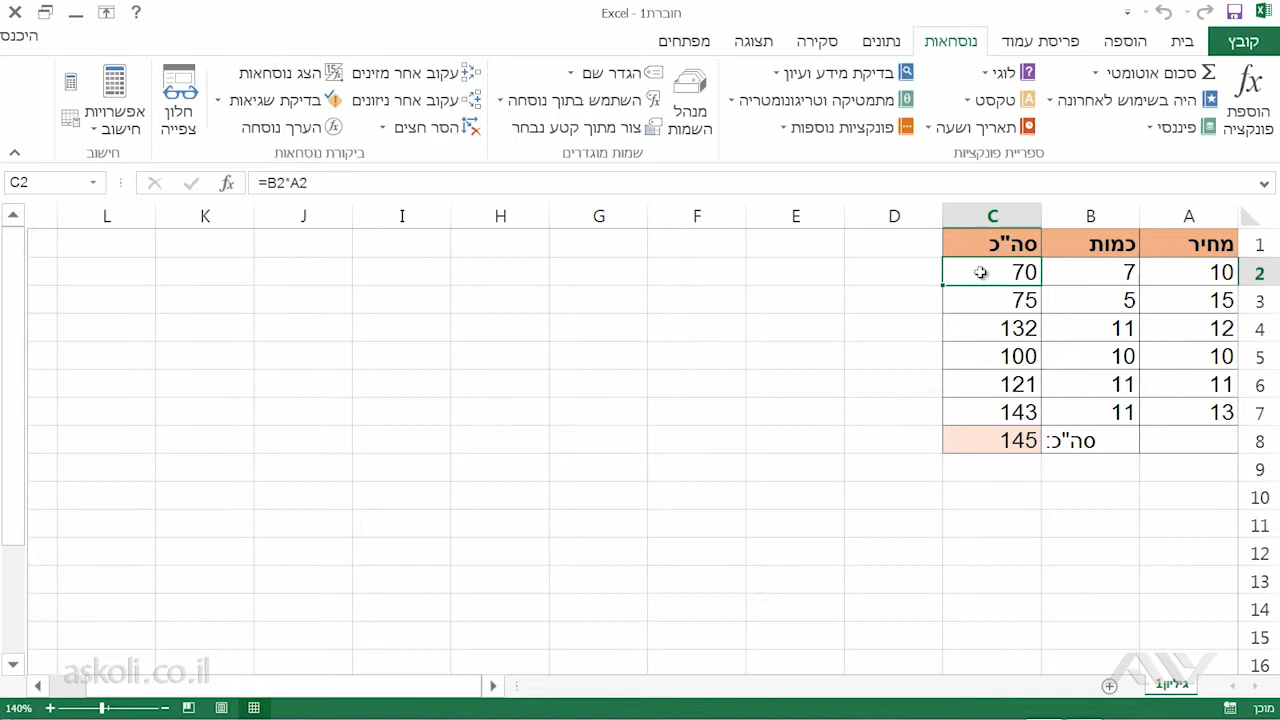 חוברת1 - Excel
היכנס
קובץ
בית
הוספה
פריסת עמוד
נוסחאות
נתונים
סקירה
תצוגה
מפתחים
הוספת פונקציה
סכום אוטומטי
היה בשימוש לאחרונה
פיננסי
לוגי
טקסט
תאריך ושעה
בדיקת מידע ועיון
מתמטיקה וטריגונומטריה
פונקציות נוספות
ספריית פונקציות
מנהל השמות
הגדר שם
השתמש בתוך נוסחה
צור מתוך קטע נבחר
שמות מוגדרים
עקוב אחר מזינים
עקוב אחר ניזונים
הסר חצים
הצג נוסחאות
בדיקת שגיאות
הערך נוסחה
ביקורת נוסחאות
חלון צפייה
אפשרויות חישוב
חישוב
C2
fx
=B2*A2
A B C D E F G H I J K L
1 מחיר כמות סה"כ
2 10 7 70
3 15 5 75
4 12 11 132
5 10 10 100
6 11 11 121
7 13 11 143
8 סה"כ: 145
9
10
11
12
13
14
15
16
askoli.co.il
גיליון1
מוכן
140%